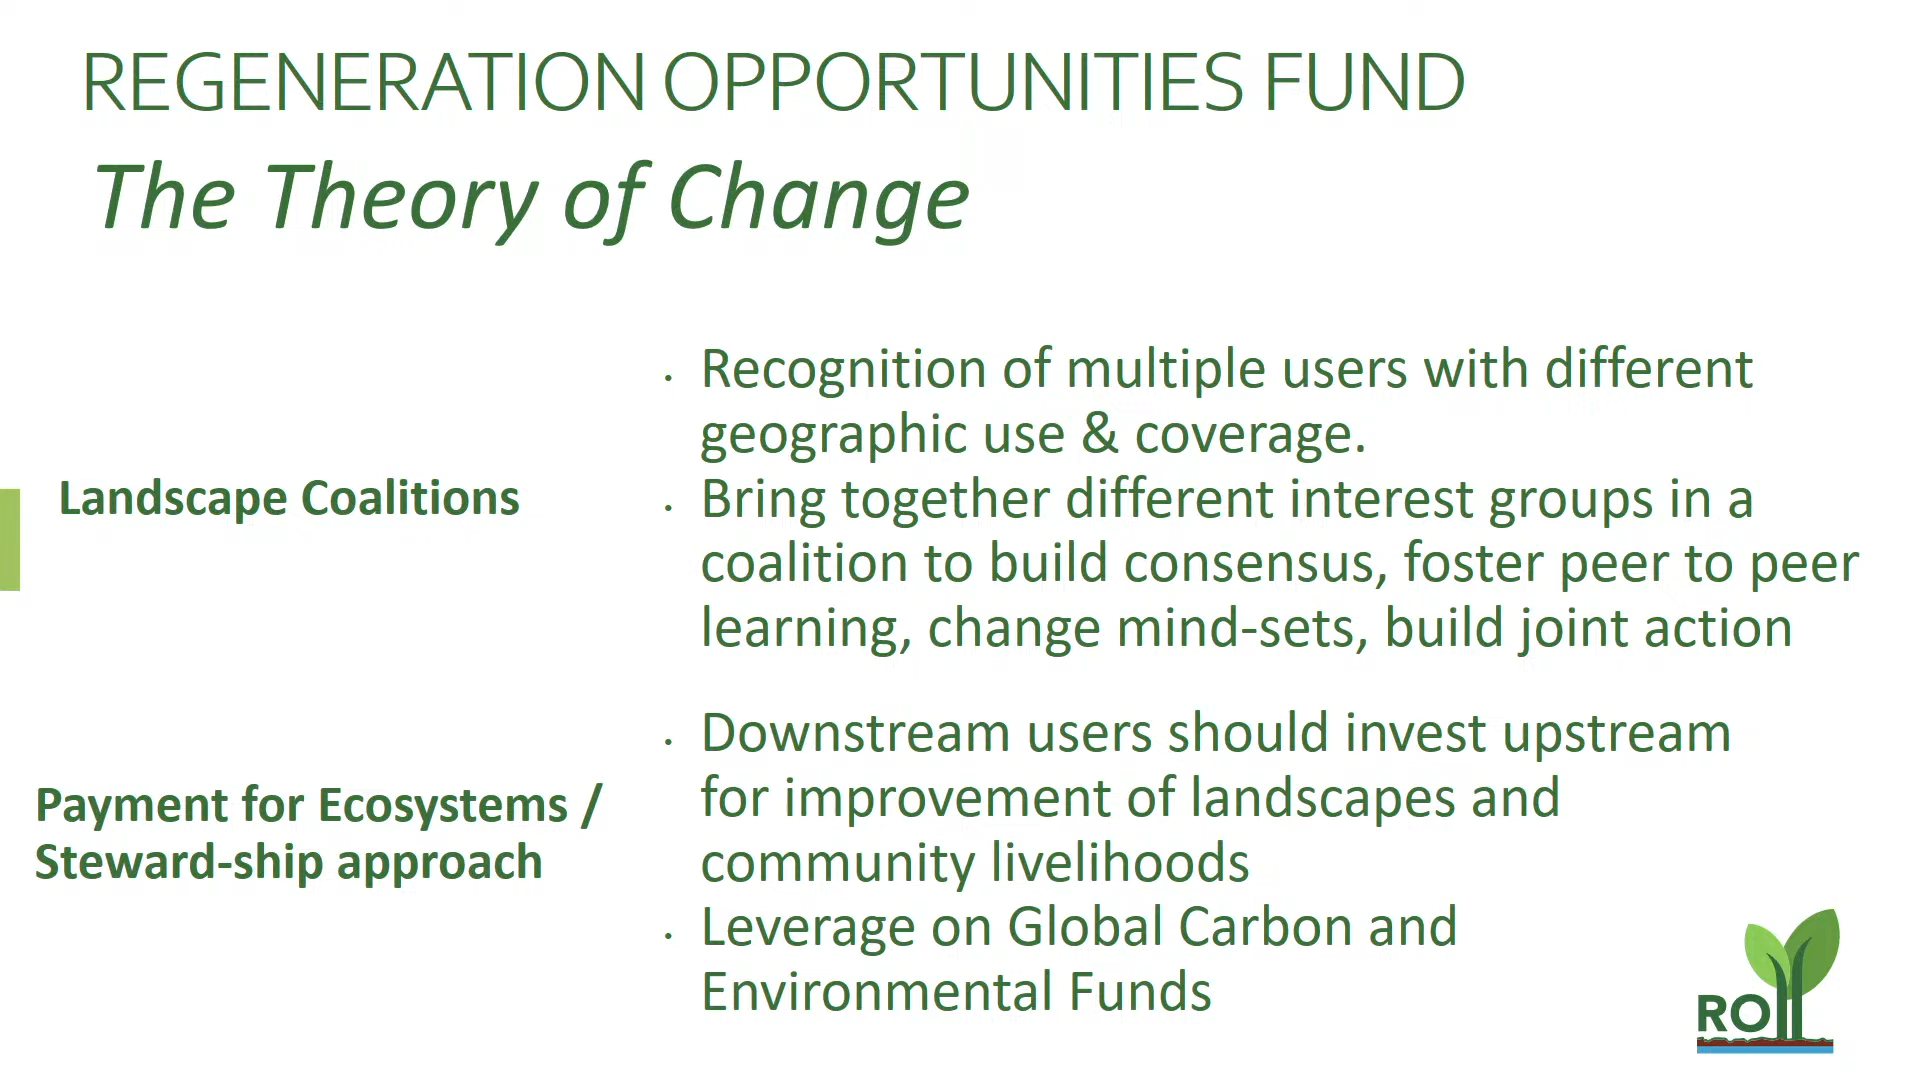 REGENERATION OPPORTUNITIES FUND
The Theory of Change
Landscape Coalitions
• Recognition of multiple users with different
geographic use & coverage.
• Bring together different interest groups in a
coalition to build consensus, foster peer to peer
learning, change mind-sets, build joint action
Payment for Ecosystems /
Steward-ship approach
• Downstream users should invest upstream
for improvement of landscapes and
community livelihoods
• Leverage on Global Carbon and
Environmental Funds
RO